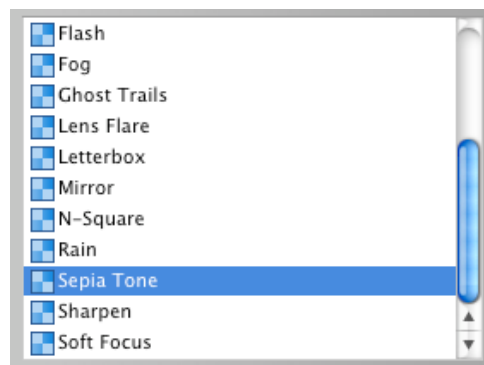 Flash
Fog
Ghost Trails
Lens Flare
Letterbox
Mirror
N-Square
Rain
Sepia Tone
Sharpen
Soft Focus